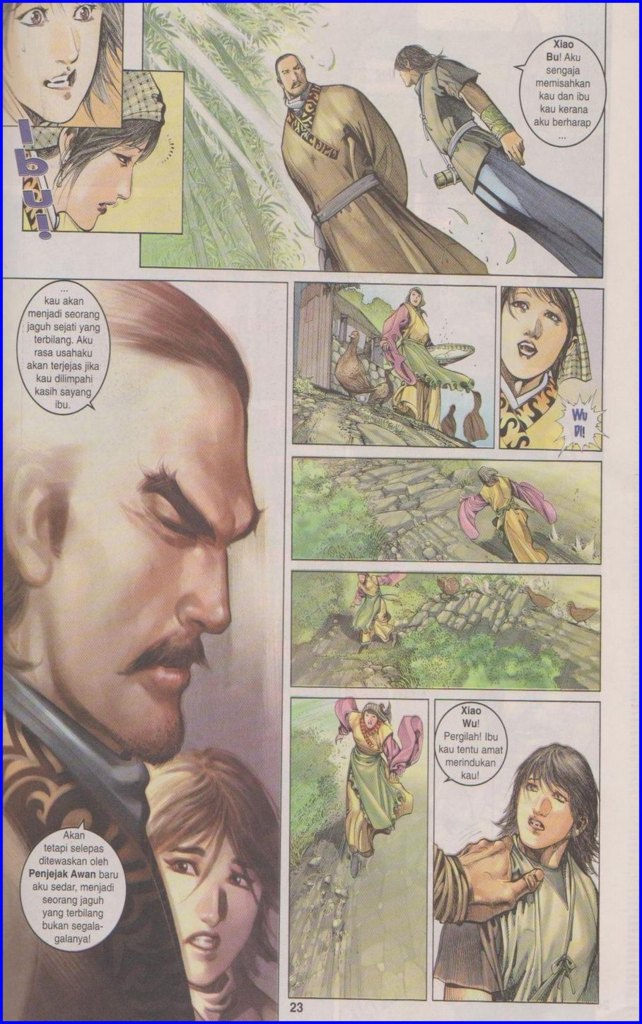 Ibu!
Xiao
Bu! Aku
sengaja
memisahkan
kau dan ibu
kau kerana
aku berharap
...
...
kau akan
menjadi seorang
jaguh sejati yang
terbilang. Aku
rasa usahaku
akan terjejas jika
kau dilimpahi
kasih sayang
ibu.
Wu
Di!
Xiao
Wu!
Pergilah! Ibu
kau tentu amat
merindukan
kau!
Akan
tetapi selepas
ditewaskan oleh
Penjejak Awan baru
aku sedar, menjadi
seorang jaguh
yang terbilang
bukan segala-
galanya!
23